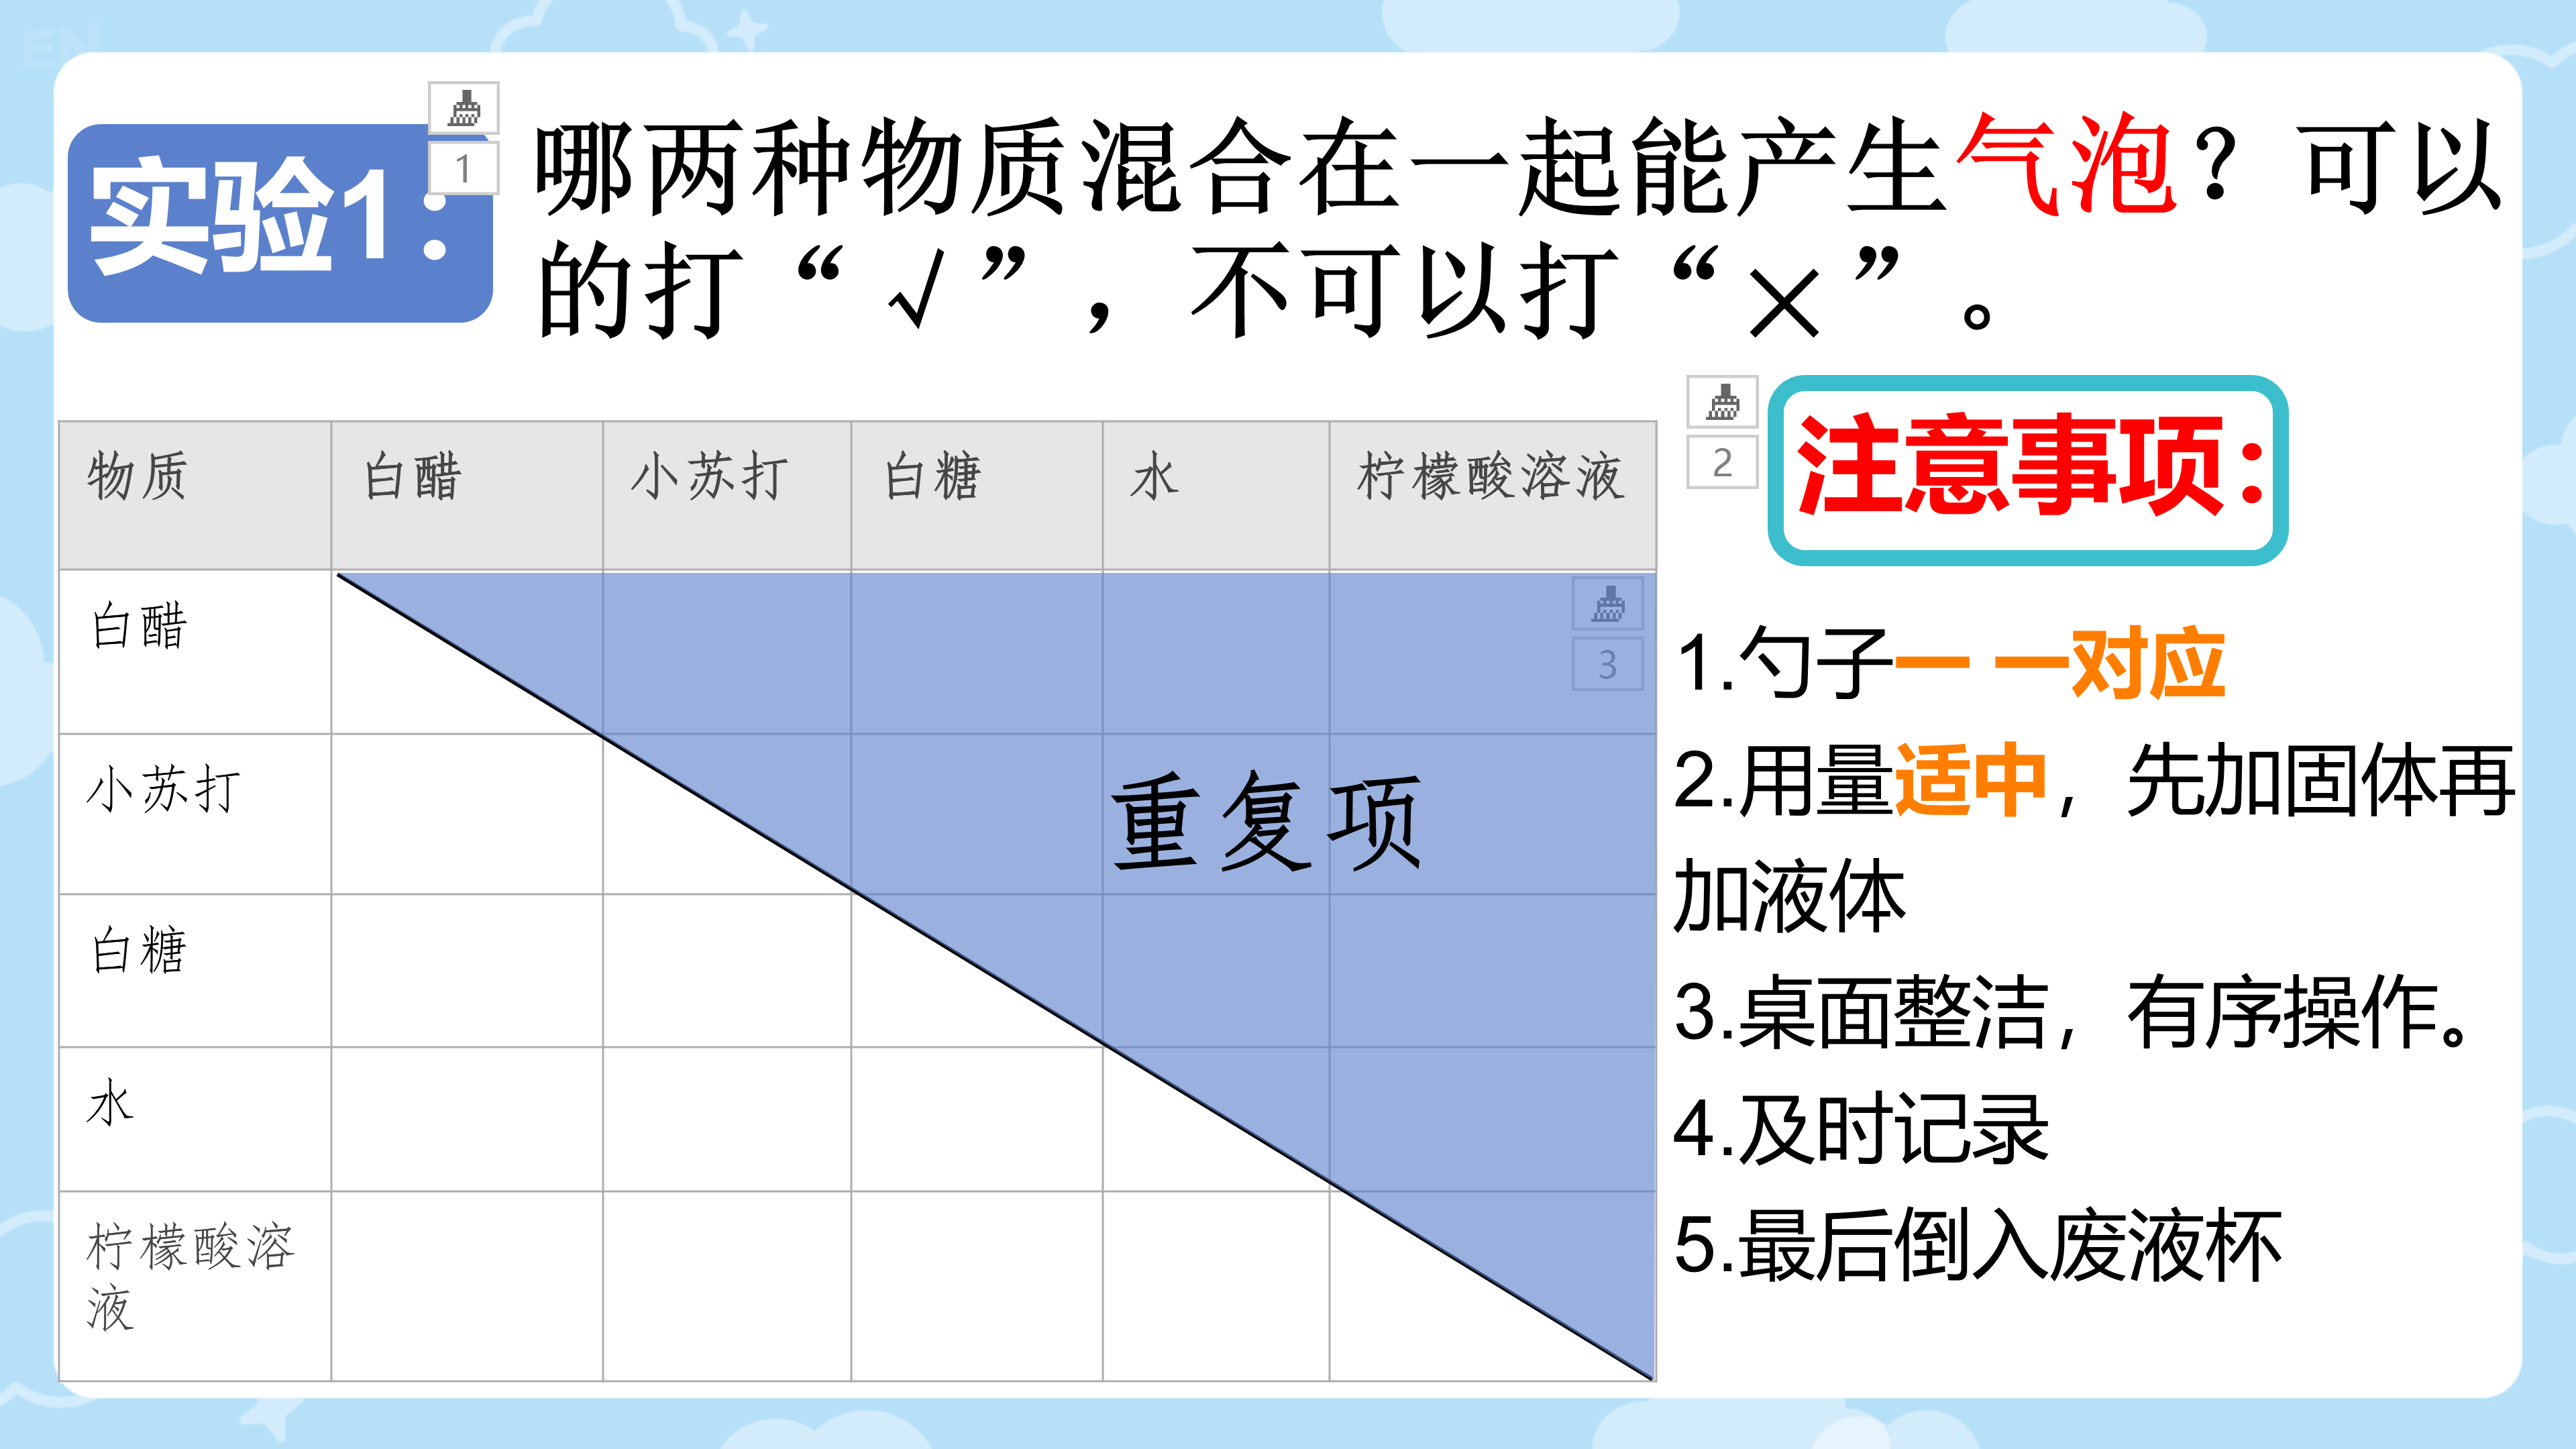 EN
实验1：
1
哪两种物质混合在一起能产生气泡？可以
的打“√”，不可以打“×”。
2
注意事项：
物质 白醋 小苏打 白糖 水 柠檬酸溶液
白醋
3
小苏打
重复项
白糖
水
柠檬酸溶
液
1.勺子一 一对应
2.用量适中，先加固体再
加液体
3.桌面整洁，有序操作。
4.及时记录
5.最后倒入废液杯